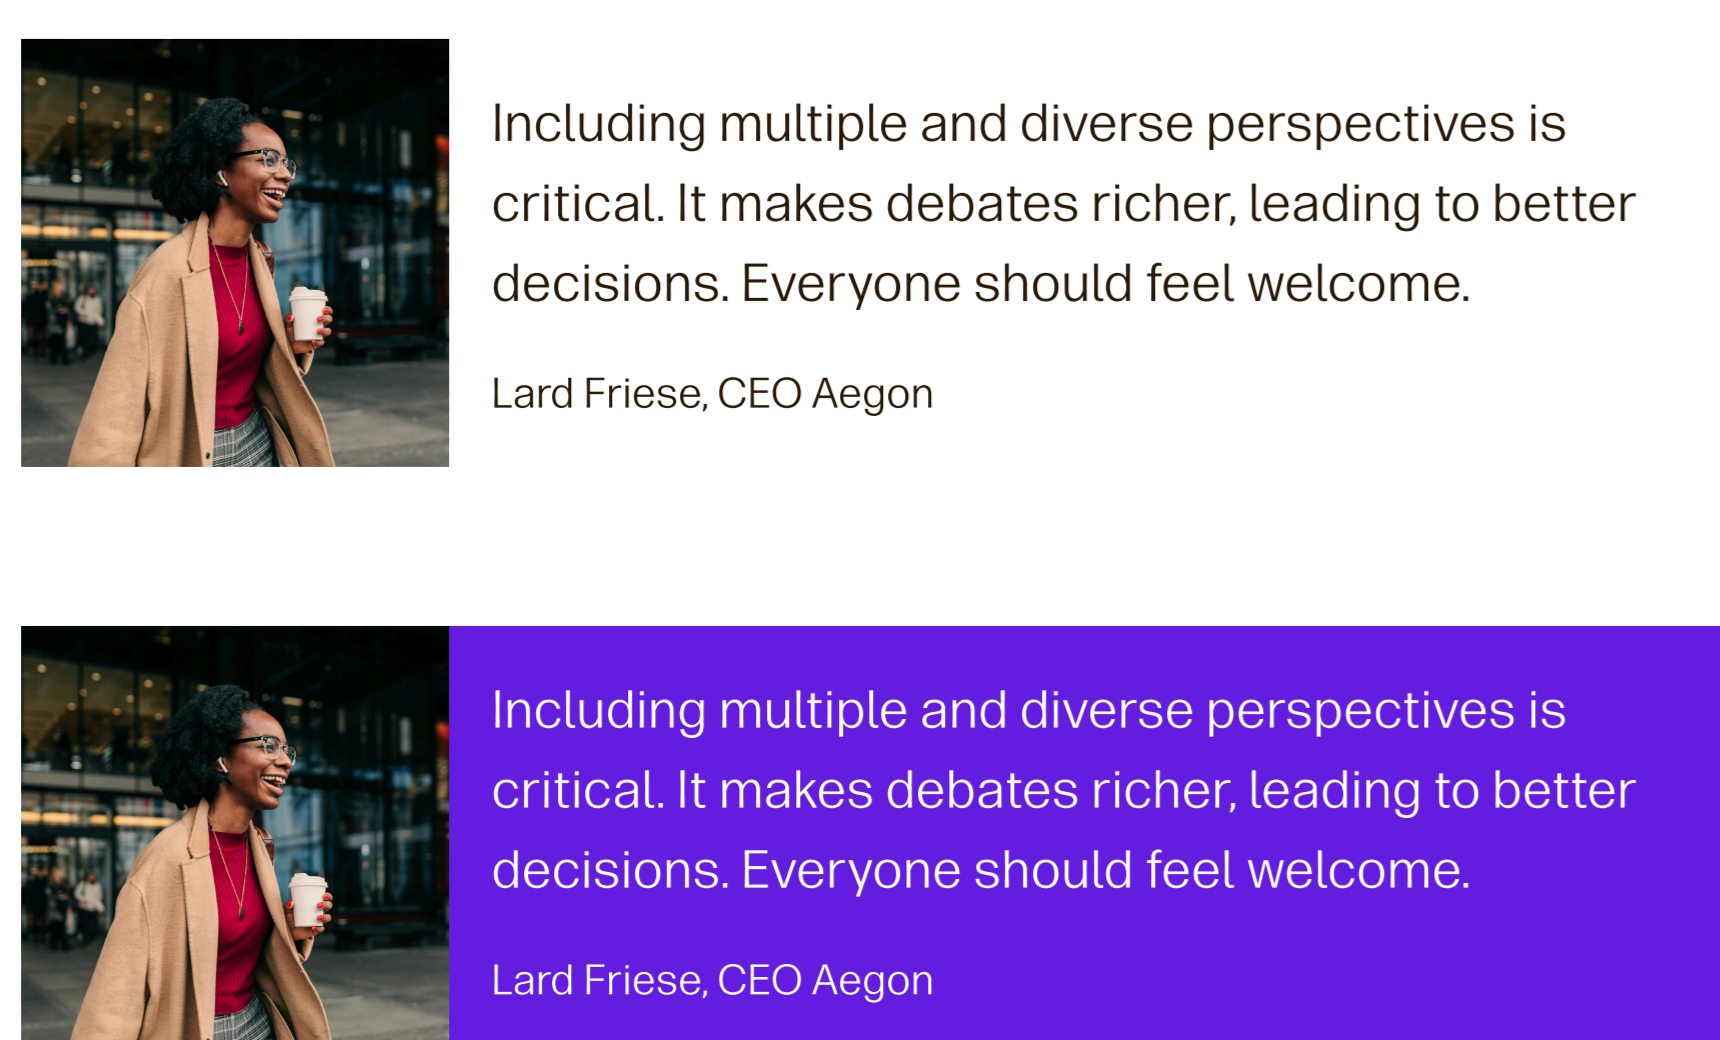 Including multiple and diverse perspectives is
critical. It makes debates richer, leading to better
decisions. Everyone should feel welcome.
Lard Friese, CEO Aegon
Including multiple and diverse perspectives is
critical. It makes debates richer, leading to better
decisions. Everyone should feel welcome.
Lard Friese, CEO Aegon